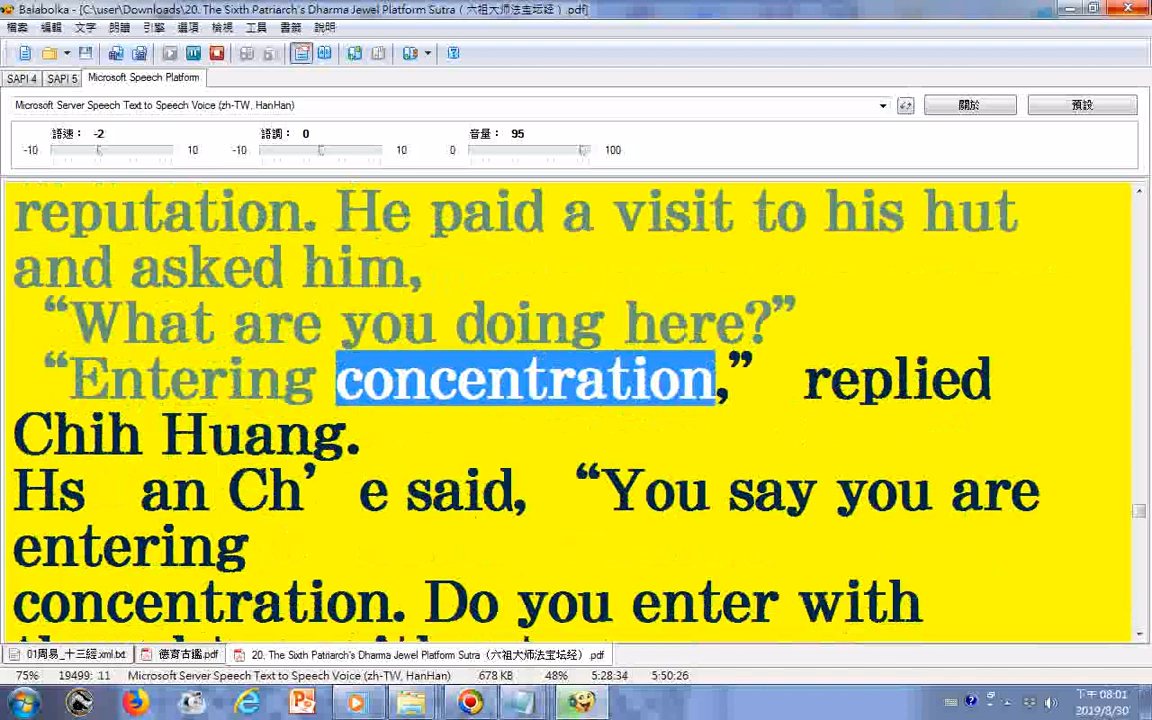 Balabolka - [C:\user\Downloads\20. The Sixth Patriarch's Dharma Jewel Platform Sutra（六祖大师法宝坛经）.pdf]
檔案 編輯 文字 朗讀 引擎 選項 檢視 工具 書籤 說明
SAPI 4 SAPI 5 Microsoft Speech Platform
Microsoft Server Speech Text to Speech Voice (zh-TW, HanHan) 關於 預設
語速： -2 語調： 0 音量： 95
-10 10 -10 10 0 100
reputation. He paid a visit to his hut
and asked him,
“What are you doing here?”
“Entering concentration,” replied
Chih Huang.
Hs an Ch’ e said, “You say you are
entering
concentration. Do you enter with
01周易_十三經.xml.txt 德育古鑑.pdf 20. The Sixth Patriarch's Dharma Jewel Platform Sutra（六祖大师法宝坛经）.pdf
75% 19499: 11 Microsoft Server Speech Text to Speech Voice (zh-TW, HanHan) 678 KB 48% 5:28:34 5:50:26
下午 08:01
2019/8/30